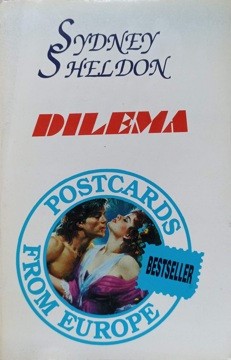 SYDNEY
SHELDON
DILEMA
POSTCARDS
FROM EUROPE
BESTSELLER